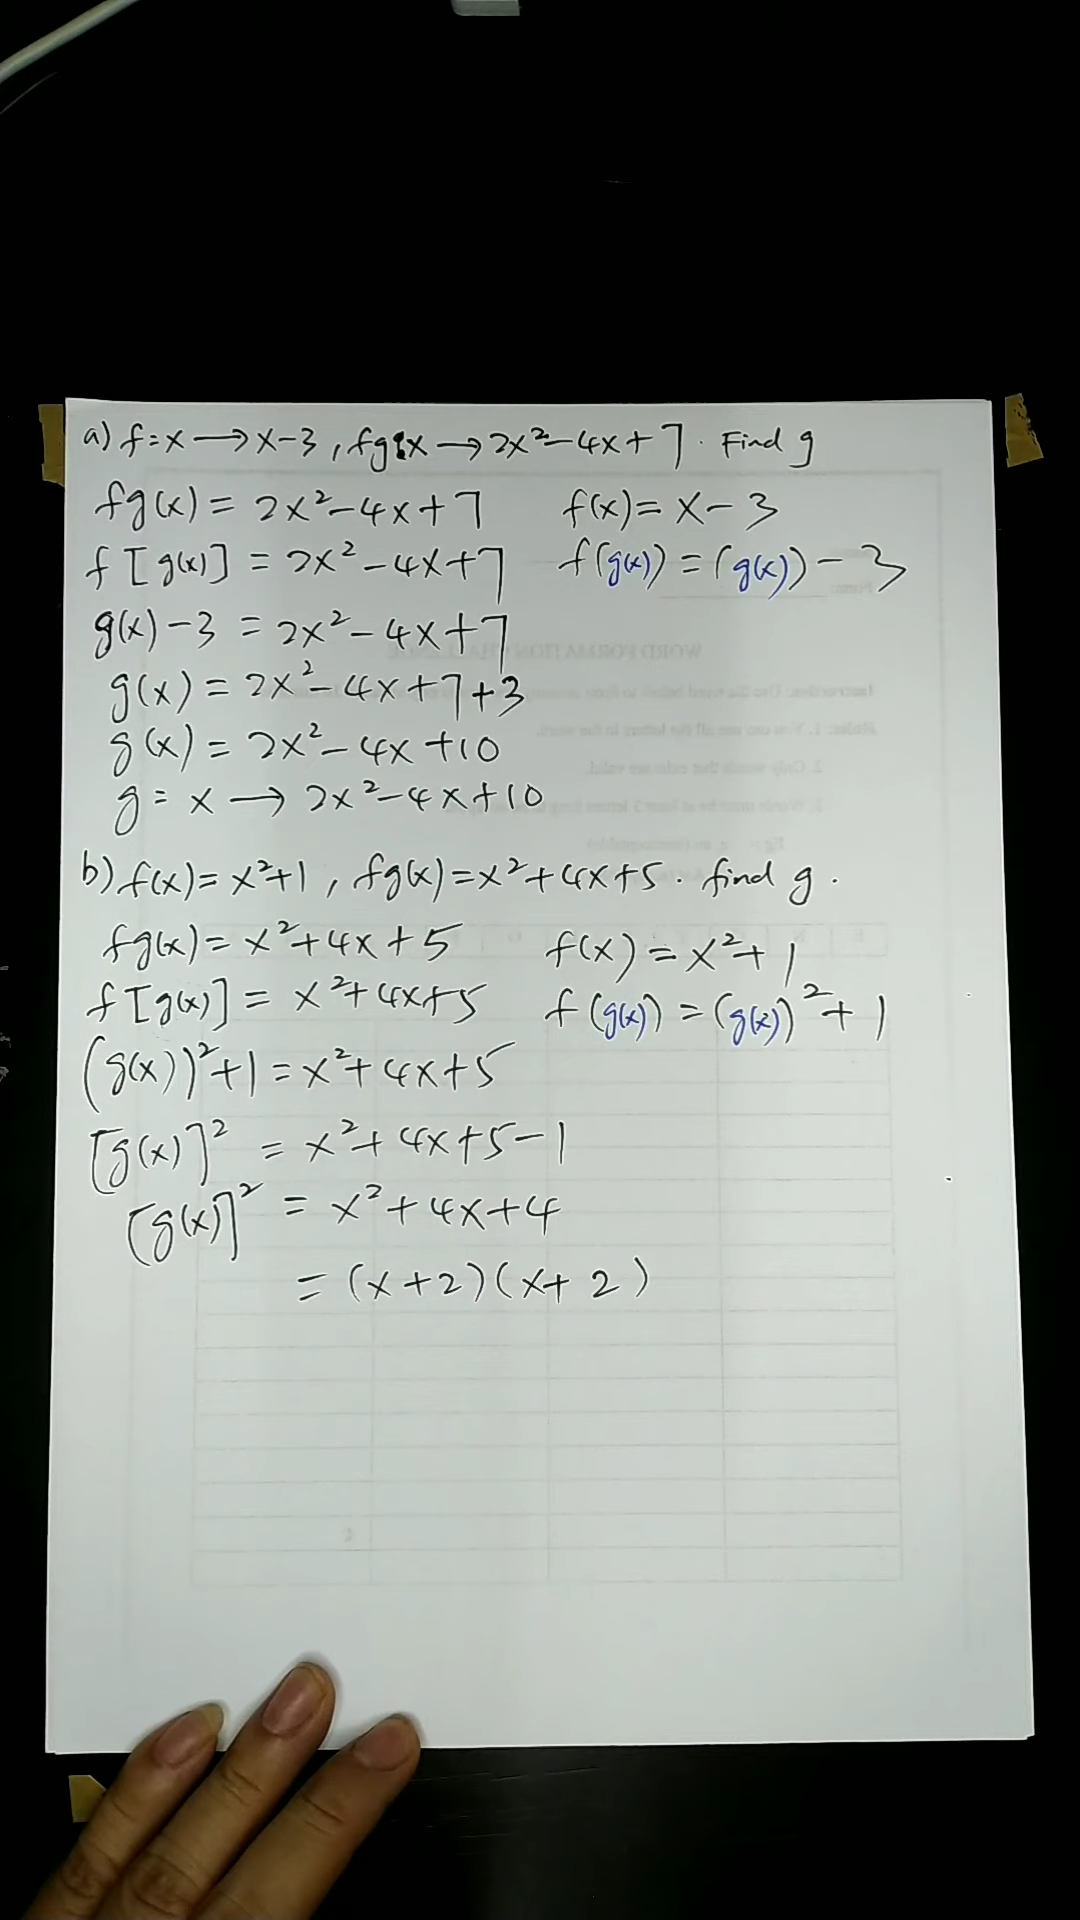 a) f:x → x-3 , fg:x → 2x²-4x+7. Find g
fg(x) = 2x²-4x+7
f(x) = x-3
f[g(x)] = 2x²-4x+7
f(g(x)) = (g(x))-3
g(x)-3 = 2x²-4x+7
g(x) = 2x²-4x+7+3
g(x) = 2x²-4x+10
g = x → 2x²-4x+10
b) f(x) = x²+1 , fg(x) = x²+4x+5. find g.
fg(x) = x²+4x+5
f(x) = x²+1
f[g(x)] = x²+4x+5
f(g(x)) = (g(x))²+1
(g(x))²+1 = x²+4x+5
[g(x)]² = x²+4x+5-1
[g(x)]² = x²+4x+4
= (x+2)(x+2)
WORD FORMATION CHALLENGE